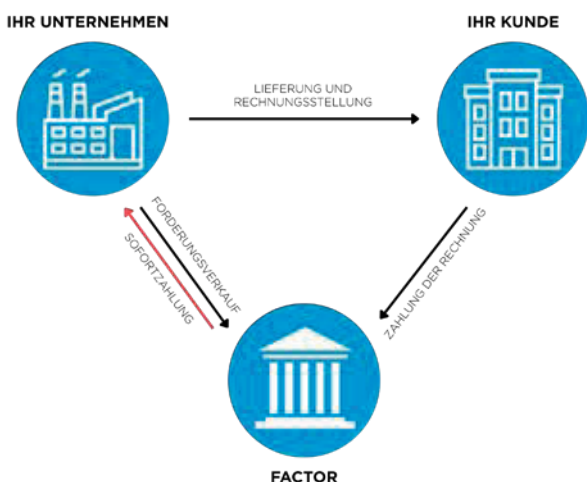 IHR UNTERNEHMEN
IHR KUNDE
LIEFERUNG UND
RECHNUNGSSTELLUNG
FORDERUNGSVERKAUF
SOFORTZAHLUNG
ZAHLUNG DER RECHNUNG
FACTOR